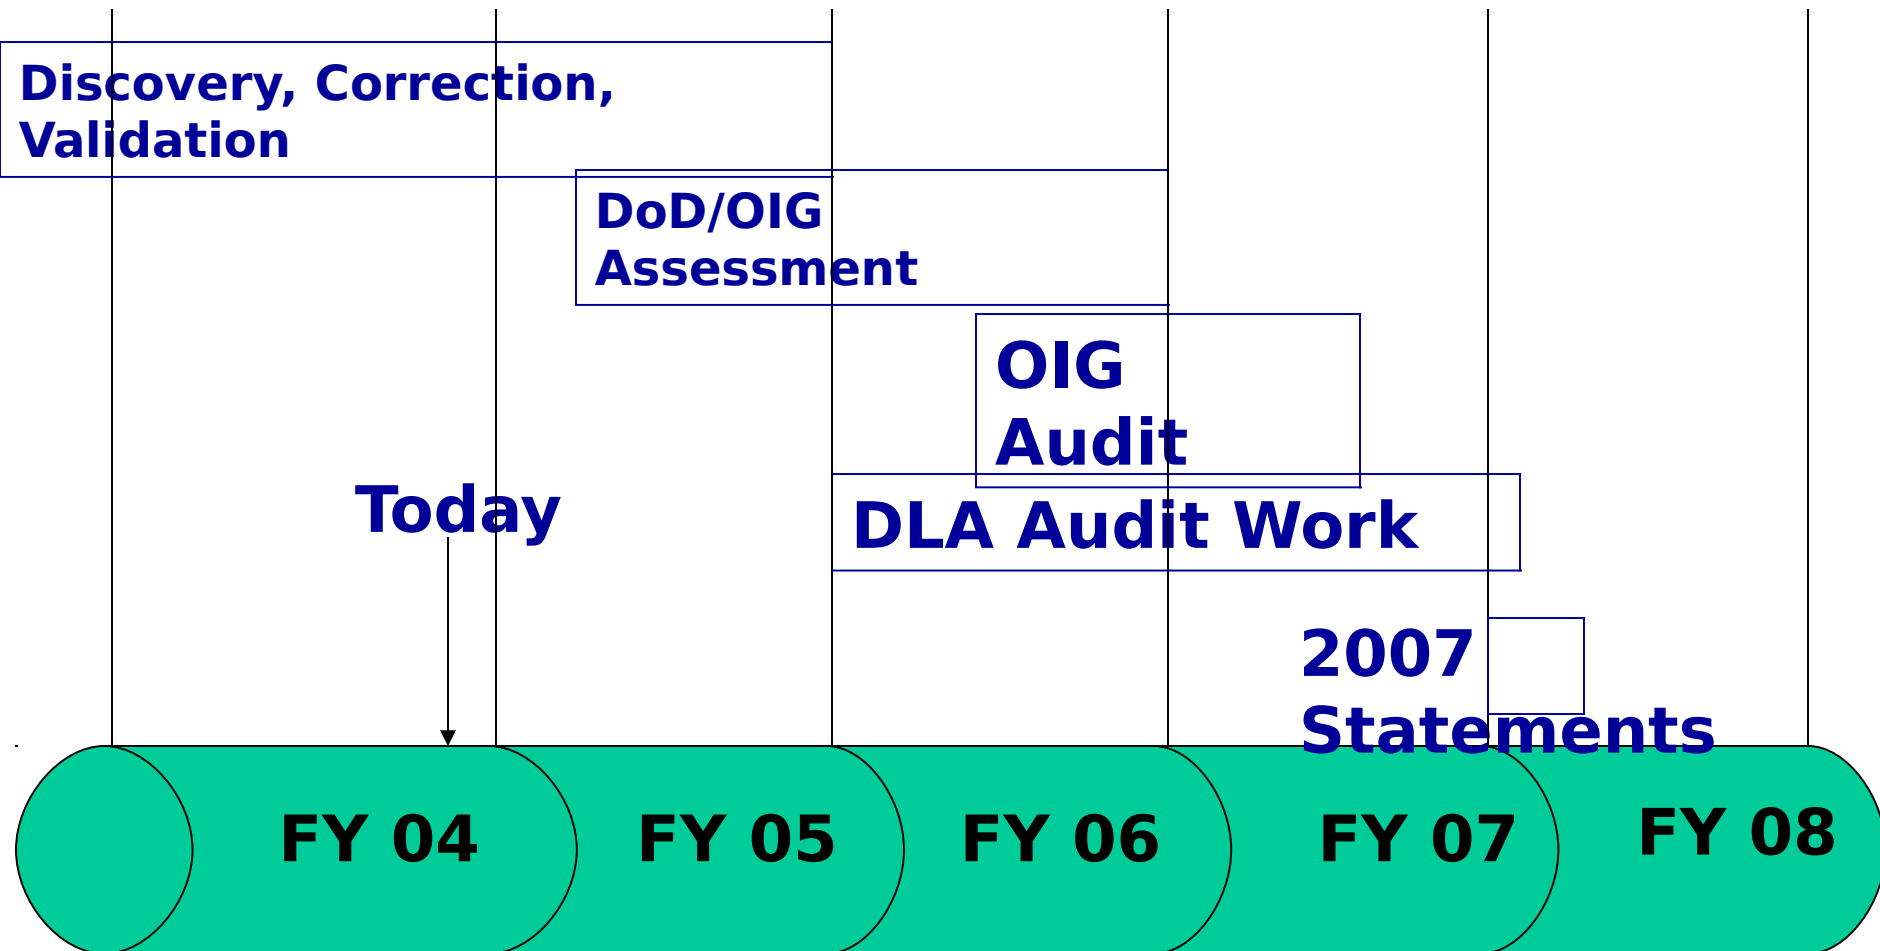 Discovery, Correction,
Validation
DoD/OIG
Assessment
OIG
Audit
Today
DLA Audit Work
2007
Statements
FY 04
FY 05
FY 06
FY 07
FY 08